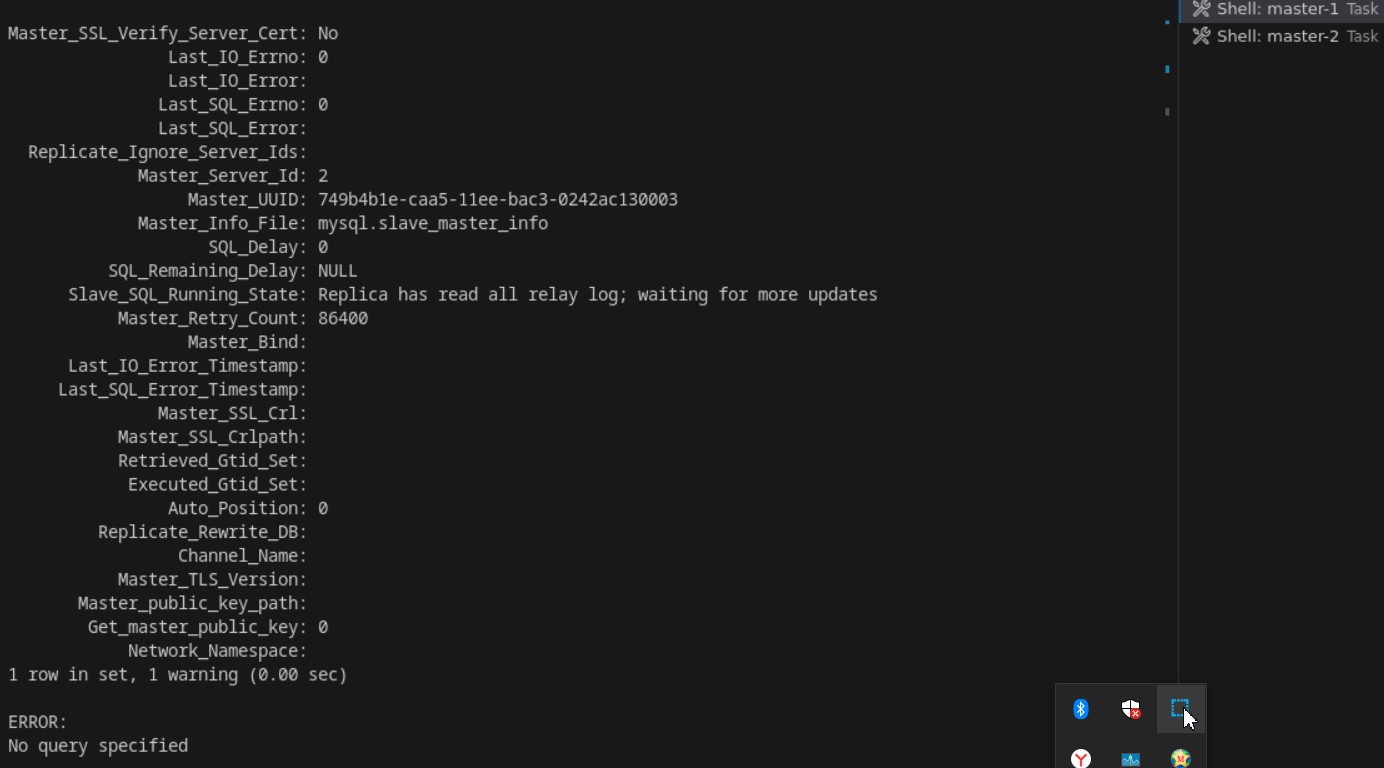 Master_SSL_Verify_Server_Cert: No
Last_IO_Errno: 0
Last_IO_Error:
Last_SQL_Errno: 0
Last_SQL_Error:
Replicate_Ignore_Server_Ids:
Master_Server_Id: 2
Master_UUID: 749b4b1e-caa5-11ee-bac3-0242ac130003
Master_Info_File: mysql.slave_master_info
SQL_Delay: 0
SQL_Remaining_Delay: NULL
Slave_SQL_Running_State: Replica has read all relay log; waiting for more updates
Master_Retry_Count: 86400
Master_Bind:
Last_IO_Error_Timestamp:
Last_SQL_Error_Timestamp:
Master_SSL_Crl:
Master_SSL_Crlpath:
Retrieved_Gtid_Set:
Executed_Gtid_Set:
Auto_Position: 0
Replicate_Rewrite_DB:
Channel_Name:
Master_TLS_Version:
Master_public_key_path:
Get_master_public_key: 0
Network_Namespace:
1 row in set, 1 warning (0.00 sec)
ERROR:
No query specified
Shell: master-1 Task
Shell: master-2 Task